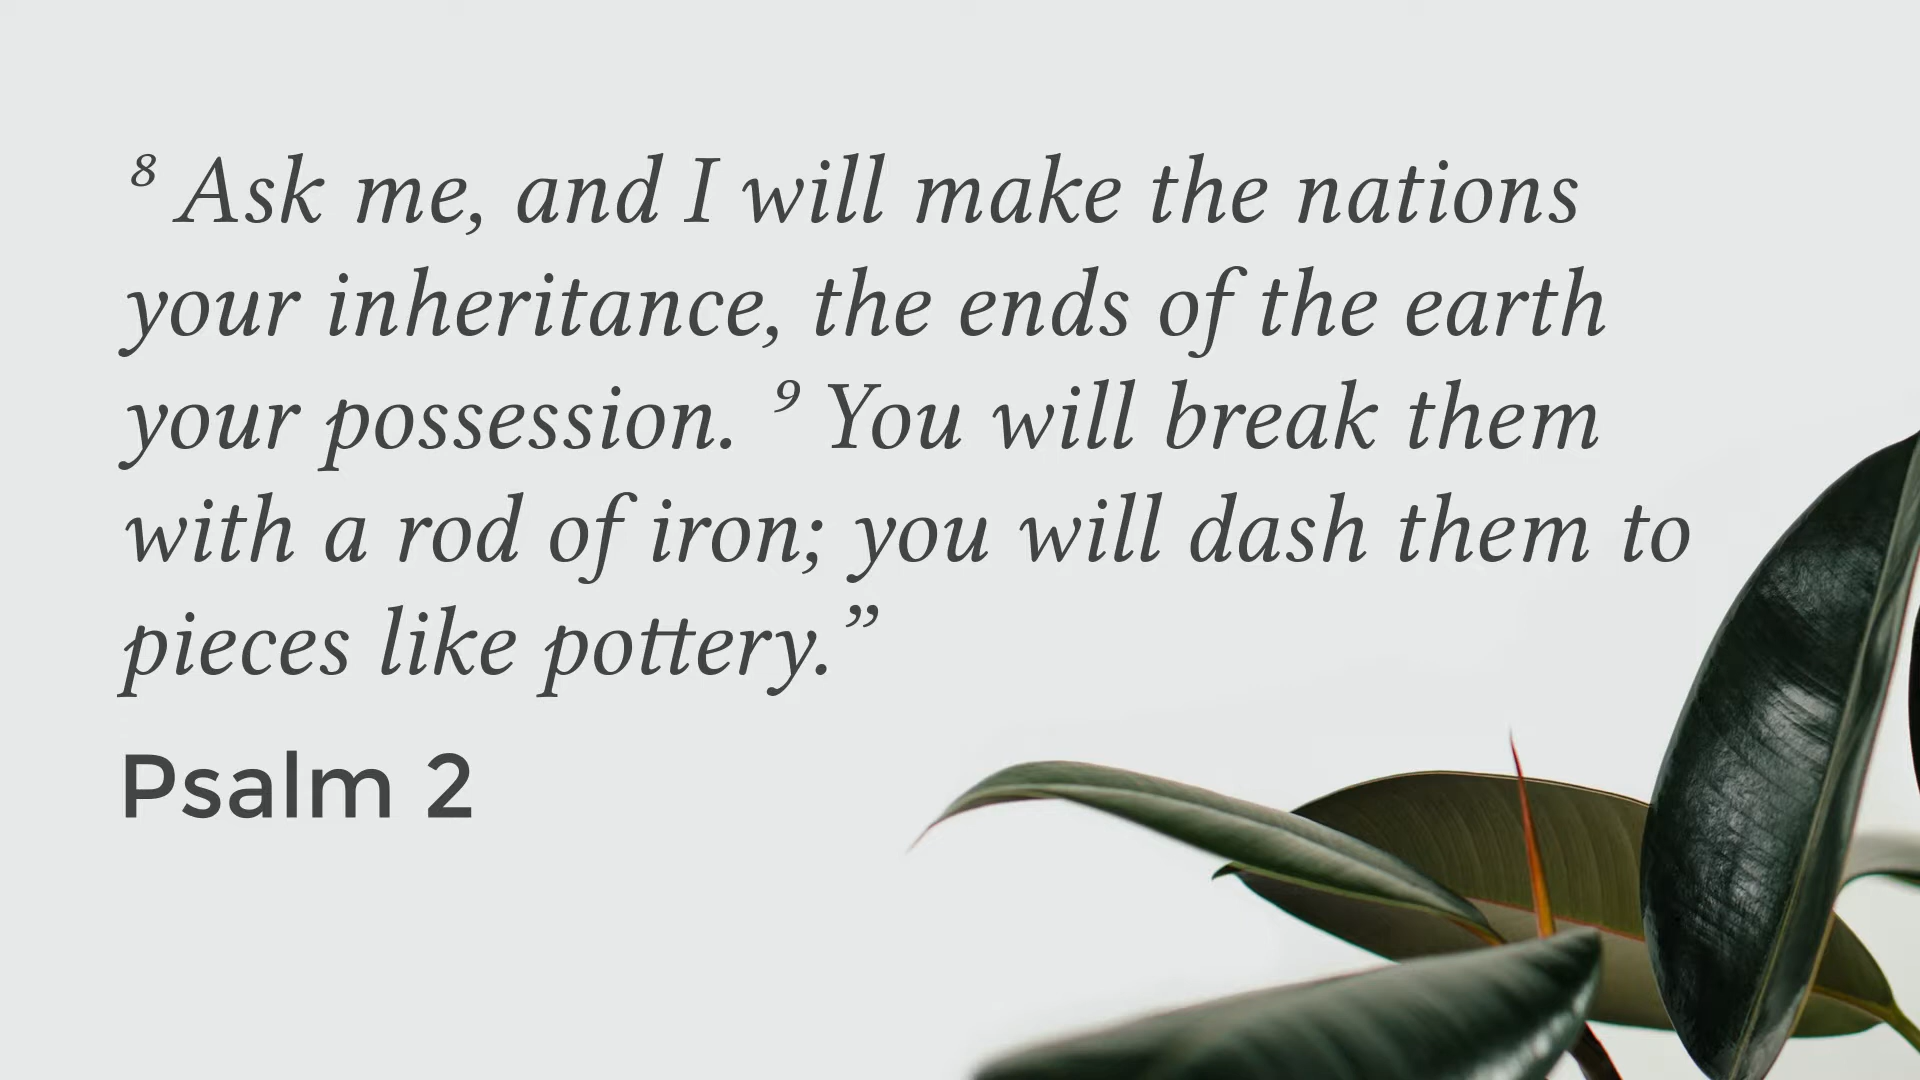 ⁸ Ask me, and I will make the nations
your inheritance, the ends of the earth
your possession. ⁹ You will break them
with a rod of iron; you will dash them to
pieces like pottery.”
Psalm 2